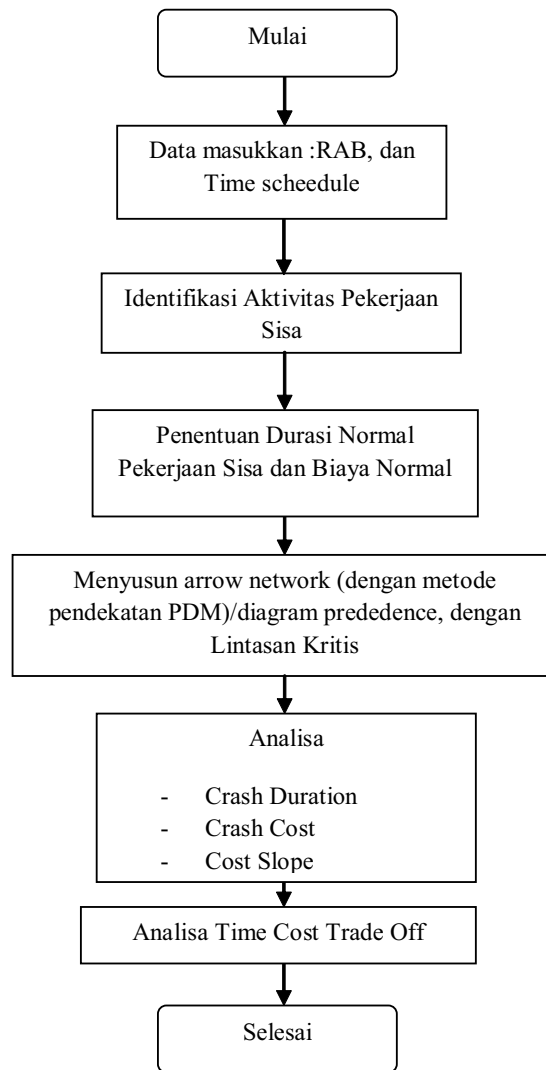 Mulai
Data masukkan :RAB, dan
Time scheedule
Identifikasi Aktivitas Pekerjaan
Sisa
Penentuan Durasi Normal
Pekerjaan Sisa dan Biaya Normal
Menyusun arrow network (dengan metode
pendekatan PDM)/diagram prededence, dengan
Lintasan Kritis
Analisa
- Crash Duration
- Crash Cost
- Cost Slope
Analisa Time Cost Trade Off
Selesai